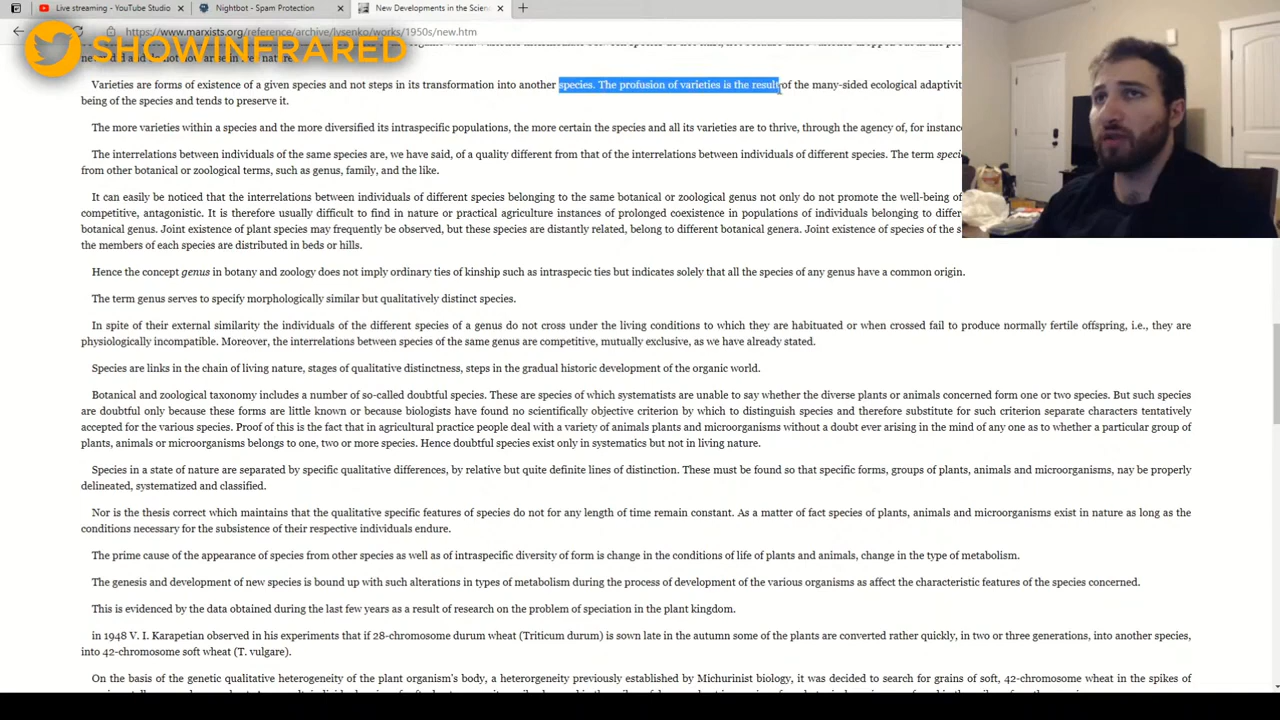 Live streaming - YouTube Studio
Nightbot - Spam Protection
New Developments in the Scien
https://www.marxists.org/reference/archive/lysenko/works/1950s/new.htm
SHOWINFRARED
Varieties are forms of existence of a given species and not steps in its transformation into another species. The profusion of varieties is the result of the many-sided ecological adaptivit
being of the species and tends to preserve it.
The more varieties within a species and the more diversified its intraspecific populations, the more certain the species and all its varieties are to thrive, through the agency of, for instanc
The interrelations between individuals of the same species are, we have said, of a quality different from that of the interrelations between individuals of different species. The term speci
from other botanical or zoological terms, such as genus, family, and the like.
It can easily be noticed that the interrelations between individuals of different species belonging to the same botanical or zoological genus not only do not promote the well-being of
competitive, antagonistic. It is therefore usually difficult to find in nature or practical agriculture instances of prolonged coexistence in populations of individuals belonging to differ
botanical genus. Joint existence of plant species may frequently be observed, but these species are distantly related, belong to different botanical genera. Joint existence of species of the s
the members of each species are distributed in beds or hills.
Hence the concept genus in botany and zoology does not imply ordinary ties of kinship such as intraspecic ties but indicates solely that all the species of any genus have a common origin.
The term genus serves to specify morphologically similar but qualitatively distinct species.
In spite of their external similarity the individuals of the different species of a genus do not cross under the living conditions to which they are habituated or when crossed fail to produce normally fertile offspring, i.e., they are
physiologically incompatible. Moreover, the interrelations between species of the same genus are competitive, mutually exclusive, as we have already stated.
Species are links in the chain of living nature, stages of qualitative distinctness, steps in the gradual historic development of the organic world.
Botanical and zoological taxonomy includes a number of so-called doubtful species. These are species of which systematists are unable to say whether the diverse plants or animals concerned form one or two species. But such species
are doubtful only because these forms are little known or because biologists have found no scientifically objective criterion by which to distinguish species and therefore substitute for such criterion separate characters tentatively
accepted for the various species. Proof of this is the fact that in agricultural practice people deal with a variety of animals plants and microorganisms without a doubt ever arising in the mind of any one as to whether a particular group of
plants, animals or microorganisms belongs to one, two or more species. Hence doubtful species exist only in systematics but not in living nature.
Species in a state of nature are separated by specific qualitative differences, by relative but quite definite lines of distinction. These must be found so that specific forms, groups of plants, animals and microorganisms, nay be properly
delineated, systematized and classified.
Nor is the thesis correct which maintains that the qualitative specific features of species do not for any length of time remain constant. As a matter of fact species of plants, animals and microorganisms exist in nature as long as the
conditions necessary for the subsistence of their respective individuals endure.
The prime cause of the appearance of species from other species as well as of intraspecific diversity of form is change in the conditions of life of plants and animals, change in the type of metabolism.
The genesis and development of new species is bound up with such alterations in types of metabolism during the process of development of the various organisms as affect the characteristic features of the species concerned.
This is evidenced by the data obtained during the last few years as a result of research on the problem of speciation in the plant kingdom.
in 1948 V. I. Karapetian observed in his experiments that if 28-chromosome durum wheat (Triticum durum) is sown late in the autumn some of the plants are converted rather quickly, in two or three generations, into another species,
into 42-chromosome soft wheat (T. vulgare).
On the basis of the genetic qualitative heterogeneity of the plant organism's body, a heterorgeneity previously established by Michurinist biology, it was decided to search for grains of soft, 42-chromosome wheat in the spikes of